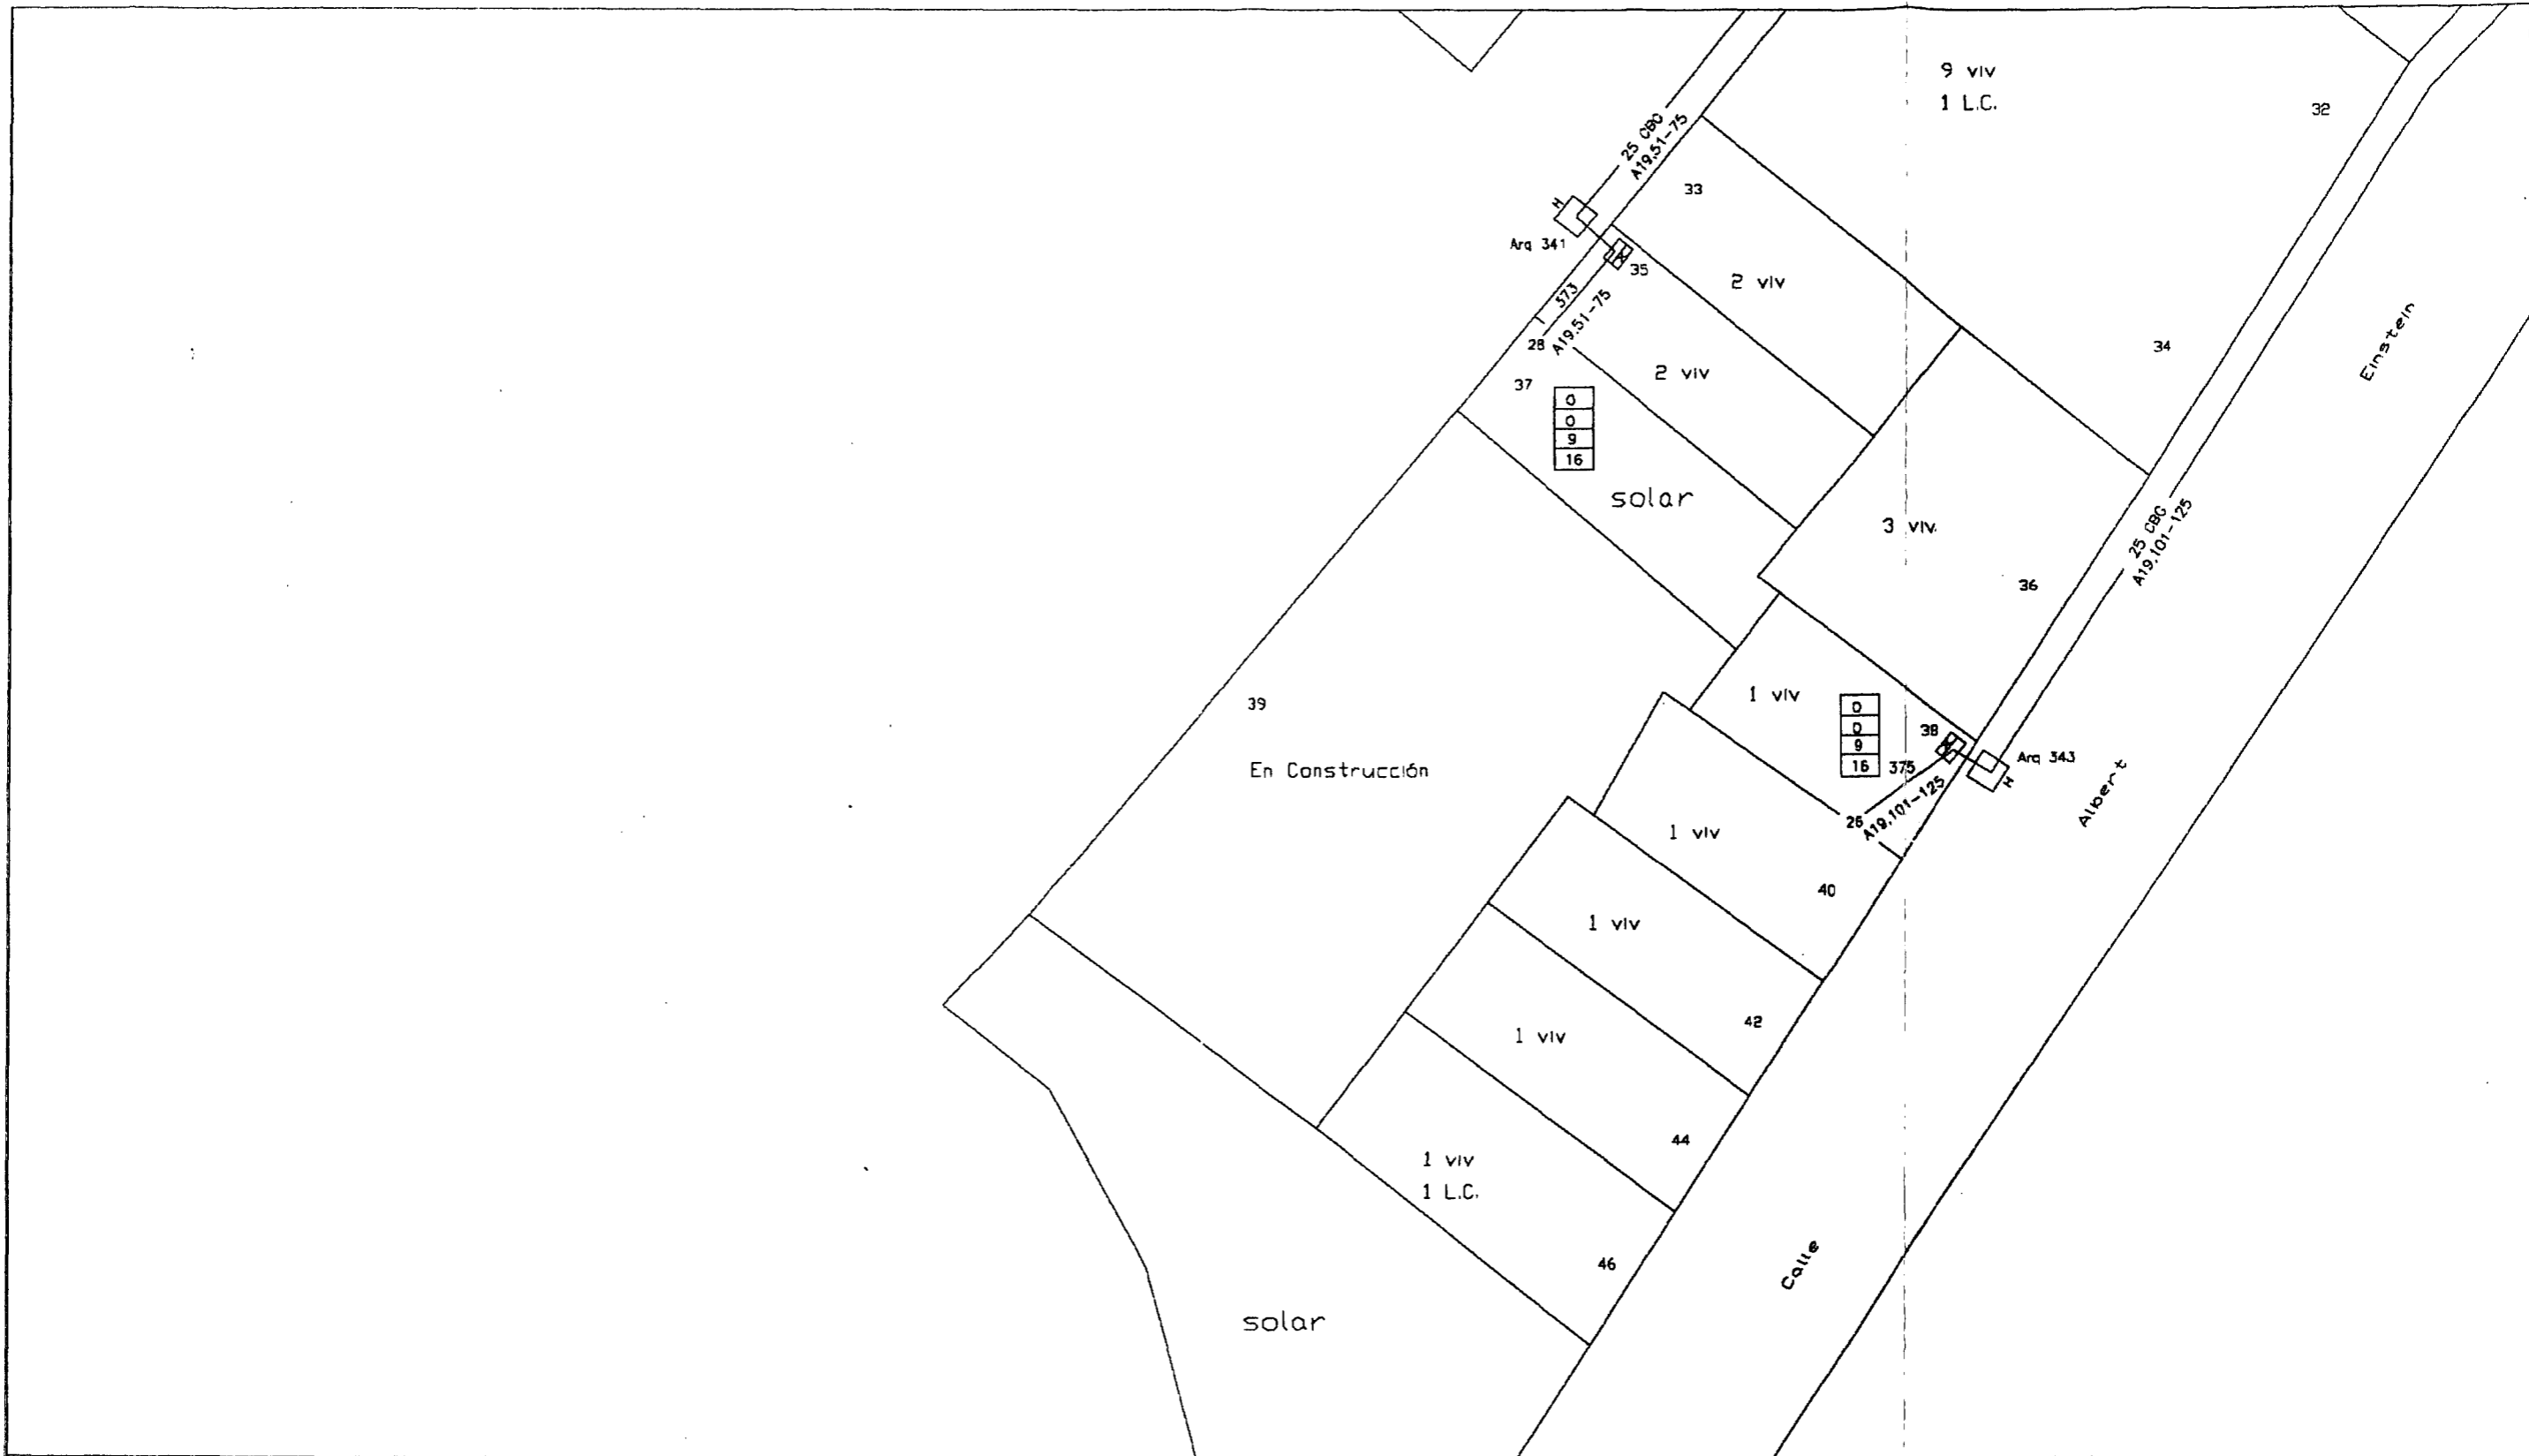 9 viv
1 L.C.
32
25 CBC
A19,51-75
33
H
Arq 341
35
2 viv
373
A19,51-75
28
34
Einstein
37
2 viv
0
0
9
16
solar
3 viv.
25 CBC
A19,101-125
36
39
1 viv
0
0
9
16
38
375
Arq 343
H
En Construcción
26
A19,101-125
Albert
1 viv
40
1 viv
42
1 viv
44
1 viv
1 L.C.
46
Calle
solar